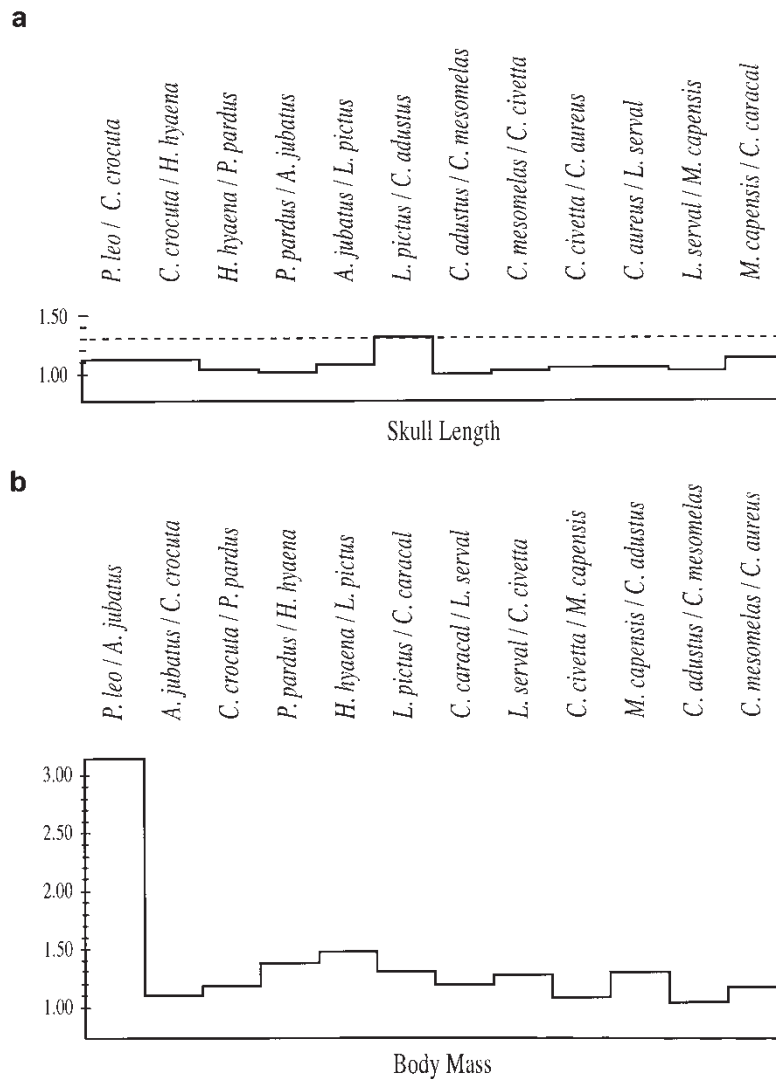 a
P. leo / C. crocuta
C. crocuta / H. hyaena
H. hyaena / P. pardus
P. pardus / A. jubatus
A. jubatus / L. pictus
L. pictus / C. adustus
C. adustus / C. mesomelas
C. mesomelas / C. civetta
C. civetta / C. aureus
C. aureus / L. serval
L. serval / M. capensis
M. capensis / C. caracal
1.50
1.00
Skull Length
b
P. leo / A. jubatus
A. jubatus / C. crocuta
C. crocuta / P. pardus
P. pardus / H. hyaena
H. hyaena / L. pictus
L. pictus / C. caracal
C. caracal / L. serval
L. serval / C. civetta
C. civetta / M. capensis
M. capensis / C. adustus
C. adustus / C. mesomelas
C. mesomelas / C. aureus
3.00
2.50
2.00
1.50
1.00
Body Mass